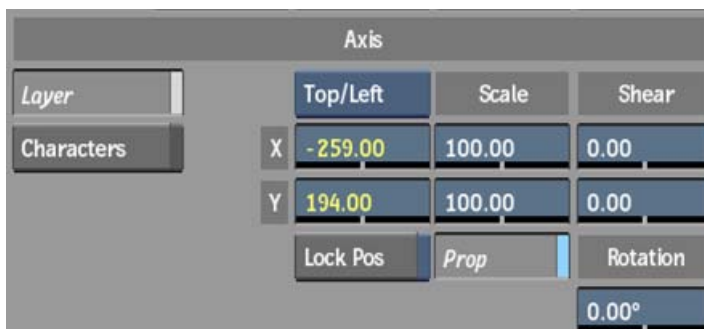 Axis
Layer Top/Left Scale Shear
Characters X -259.00 100.00 0.00
Y 194.00 100.00 0.00
Lock Pos Prop Rotation
0.00°